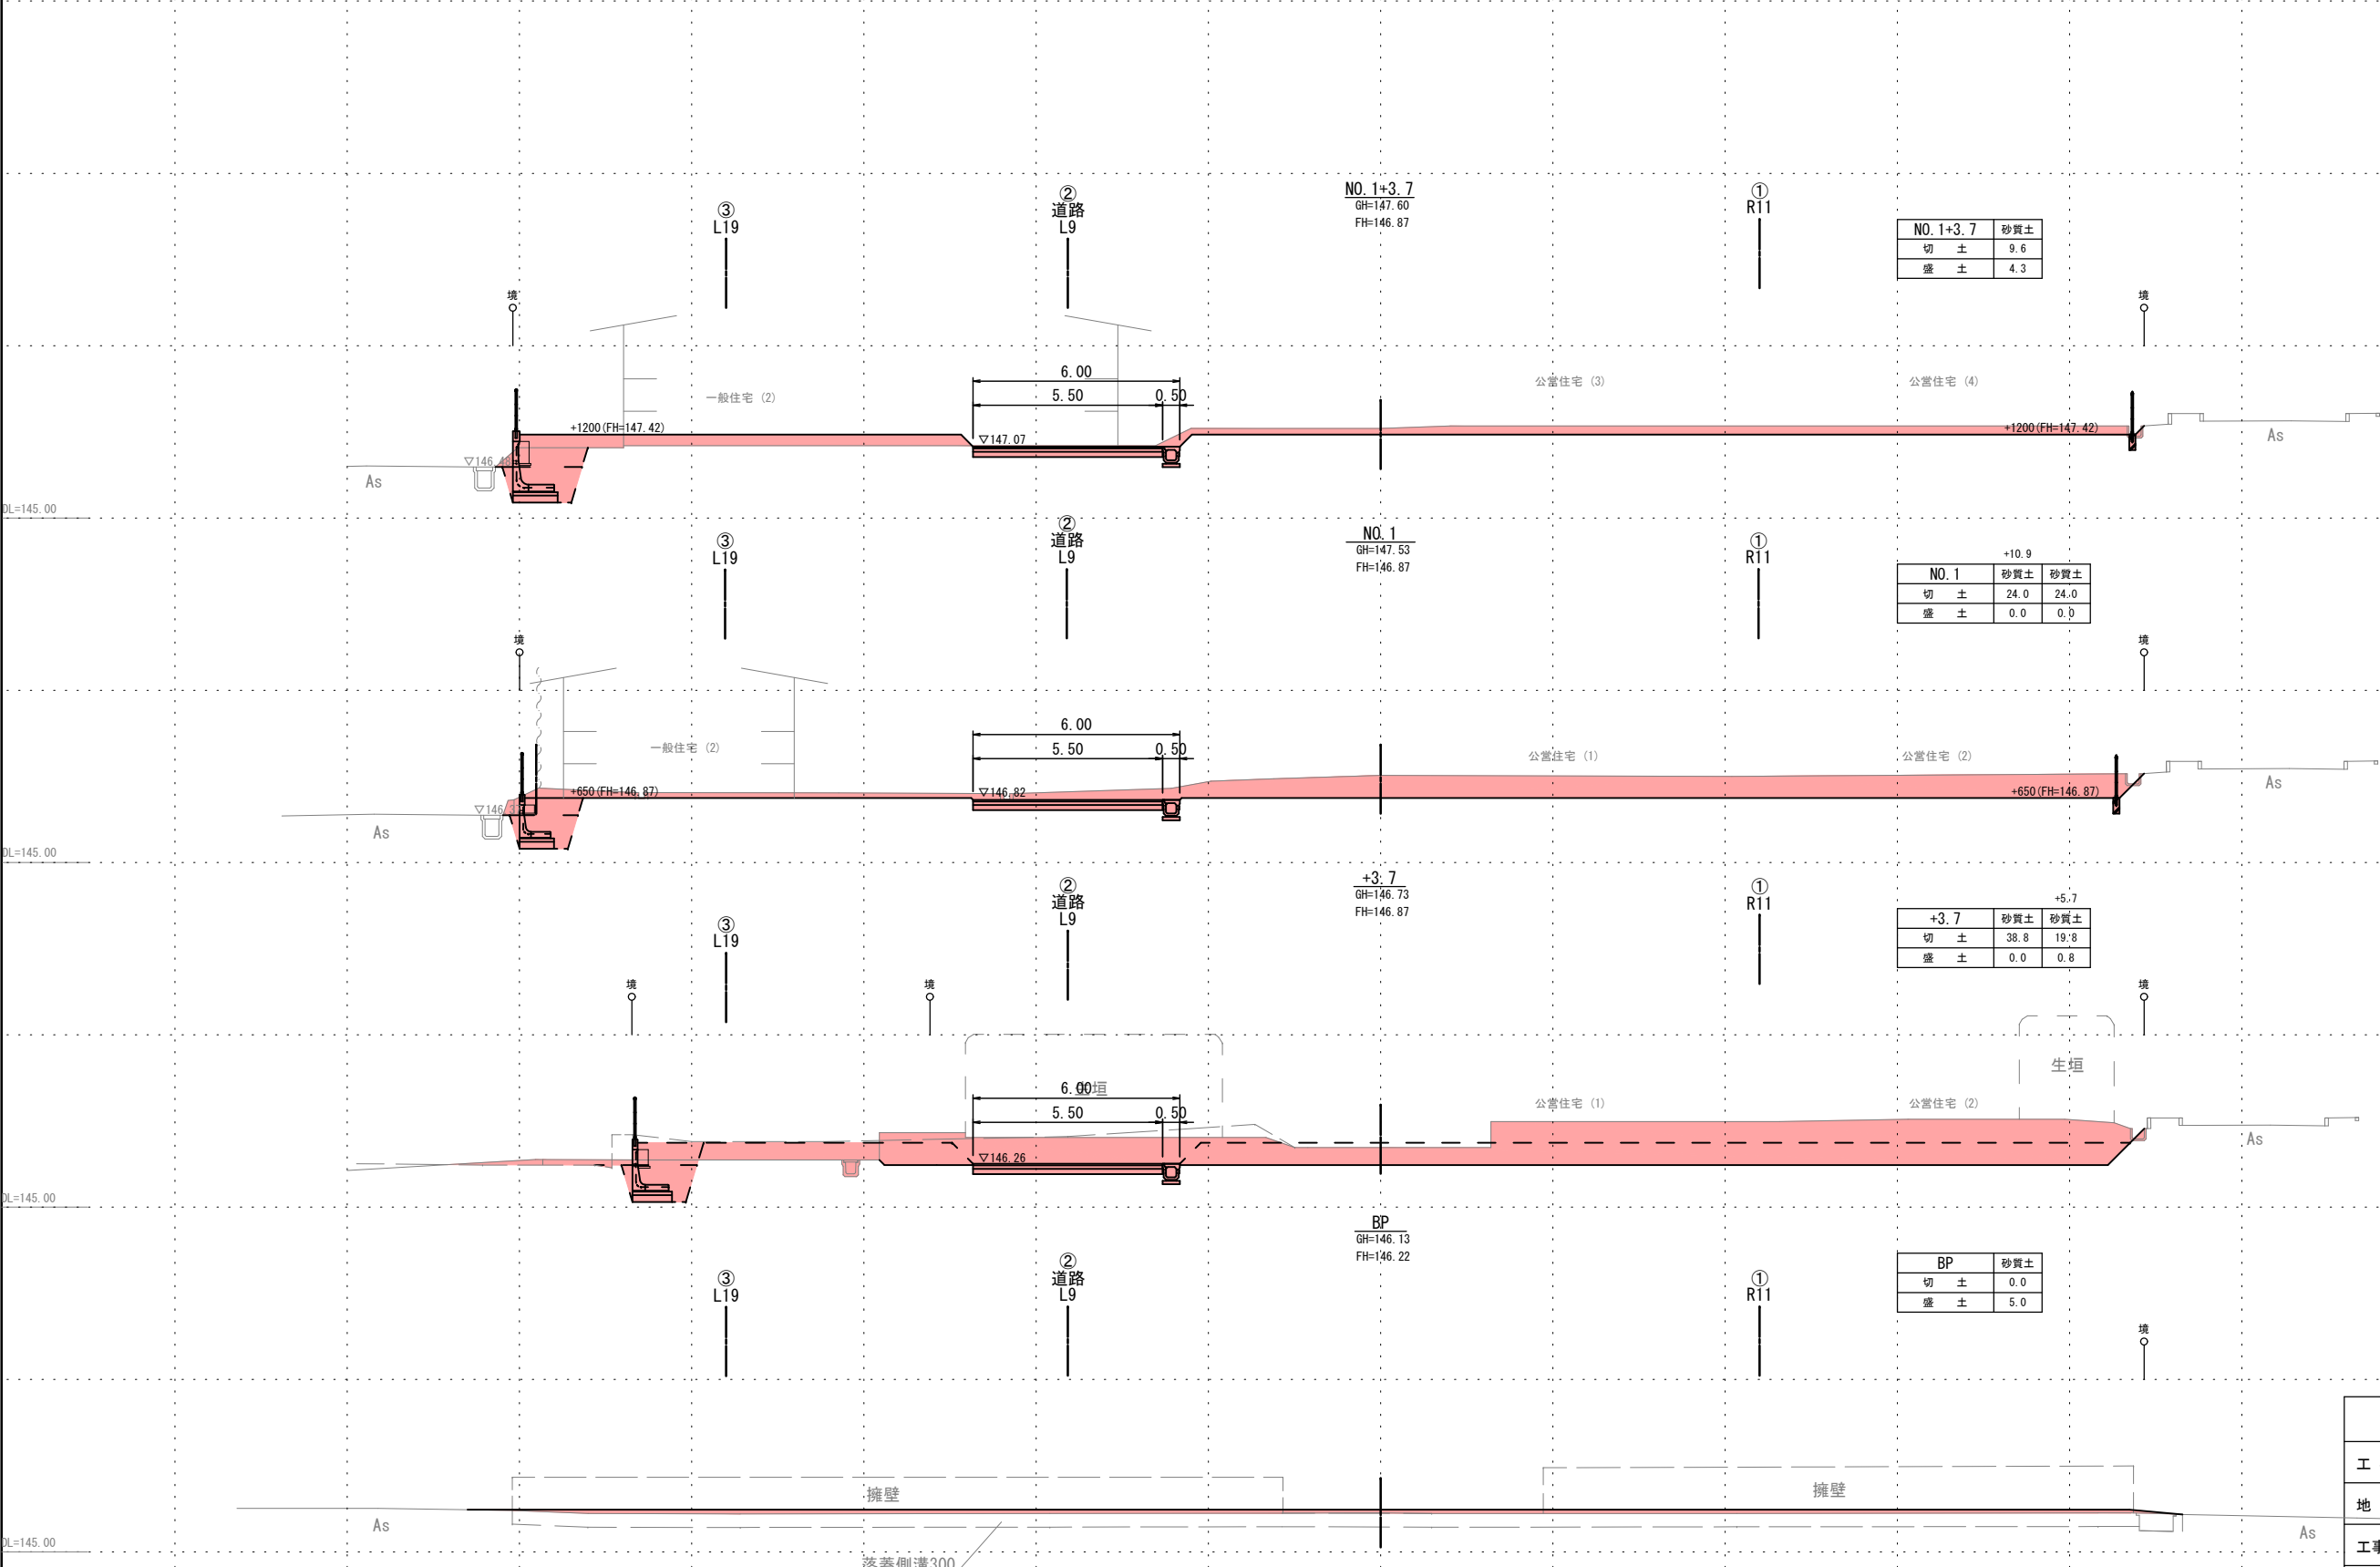 NO.1+3.7
GH=147.60
FH=146.87
③
L19
②
道路
L9
①
R11
NO.1+3.7 砂質土
切 土 9.6
盛 土 4.3
境
境
6.00
5.50 0.50
一般住宅 (2)
公営住宅 (3)
公営住宅 (4)
+1200(FH=147.42)
▽147.07
+1200(FH=147.42)
As
As
DL=145.00
NO.1
GH=147.53
FH=146.87
③
L19
②
道路
L9
①
R11
+10.9
NO.1 砂質土 砂質土
切 土 24.0 24.0
盛 土 0.0 0.0
境
境
6.00
5.50 0.50
一般住宅 (2)
公営住宅 (1)
公営住宅 (2)
+650(FH=146.87)
▽146.82
+650(FH=146.87)
As
As
DL=145.00
+3.7
GH=146.73
FH=146.87
③
L19
②
道路
L9
①
R11
+5.7
+3.7 砂質土 砂質土
切 土 38.8 19.8
盛 土 0.0 0.8
境
境
境
生垣
6.00
5.50 0.50
公営住宅 (1)
公営住宅 (2)
▽146.26
As
DL=145.00
BP
GH=146.13
FH=146.22
③
L19
②
道路
L9
①
R11
BP 砂質土
切 土 0.0
盛 土 5.0
境
擁壁
擁壁
As
As
DL=145.00
落蓋側溝300
工
地